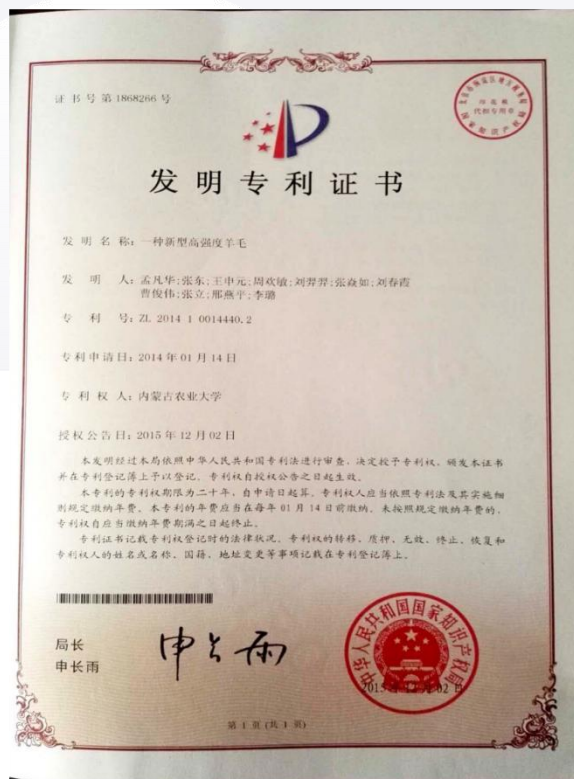 证书号第1868266号
发明专利证书
发明名称：一种新型高强度羊毛
发明人：孟凡华;张东;王申元;周欢敏;刘羿羿;张焱如;刘春霞
曹俊伟;张立;邢燕平;李璐
专利号：ZL 2014 1 0014440.2
专利申请日：2014年01月14日
专利权人：内蒙古农业大学
授权公告日：2015年12月02日
本发明经过本局依照中华人民共和国专利法进行审查，决定授予专利权，颁发本证书
并在专利登记簿上予以登记。专利权自授权公告之日起生效。
本专利的专利权期限为二十年，自申请日起算。专利权人应当依照专利法及其实施细
则规定缴纳年费。本专利的年费应当在每年01月14日前缴纳。未按照规定缴纳年费的，
专利权自应当缴纳年费期满之日起终止。
专利证书记载专利权登记时的法律状况。专利权的转移、质押、无效、终止、恢复和
专利权人的姓名或名称、国籍、地址变更等事项记载在专利登记簿上。
局长
申长雨
申长雨
中华人民共和国国家知识产权局
2015年12月02日
第1页(共1页)